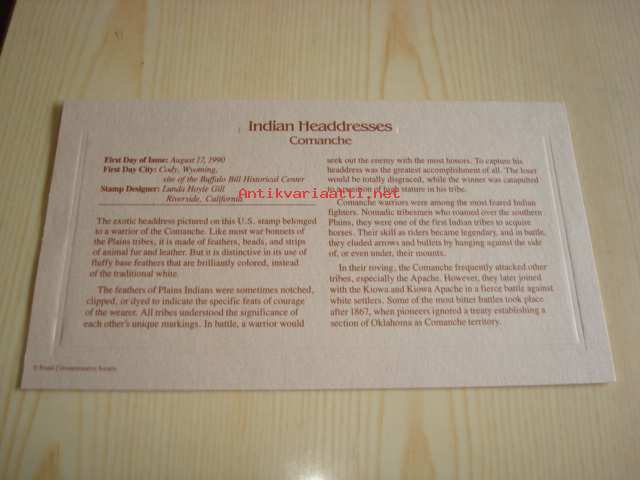 Indian Headdresses
Comanche
First Day of Issue: August 17, 1990
First Day City: Cody, Wyoming,
site of the Buffalo Bill Historical Center
Stamp Designer: Lunda Hoyle Gill
Riverside, California
The exotic headdress pictured on this U.S. stamp belonged
to a warrior of the Comanche. Like most war bonnets of
the Plains tribes, it is made of feathers, beads, and strips
of animal fur and leather. But it is distinctive in its use of
fluffy base feathers that are brilliantly colored, instead
of the traditional white.
The feathers of Plains Indians were sometimes notched,
clipped, or dyed to indicate the specific feats of courage
of the wearer. All tribes understood the significance of
each other's unique markings. In battle, a warrior would
seek out the enemy with the most honors. To capture his
headdress was the greatest accomplishment of all. The loser
would be totally disgraced, while the winner was catapulted
to a position of high stature in his tribe.
Comanche warriors were among the most feared Indian
fighters. Nomadic tribesmen who roamed over the southern
Plains, they were one of the first Indian tribes to acquire
horses. Their skill as riders became legendary, and in battle,
they eluded arrows and bullets by hanging against the side
of, or even under, their mounts.
In their roving, the Comanche frequently attacked other
tribes, especially the Apache. However, they later joined
with the Kiowa and Kiowa Apache in a fierce battle against
white settlers. Some of the most bitter battles took place
after 1867, when pioneers ignored a treaty establishing a
section of Oklahoma as Comanche territory.
© Postal Commemorative Society
Antikvariaatti.net